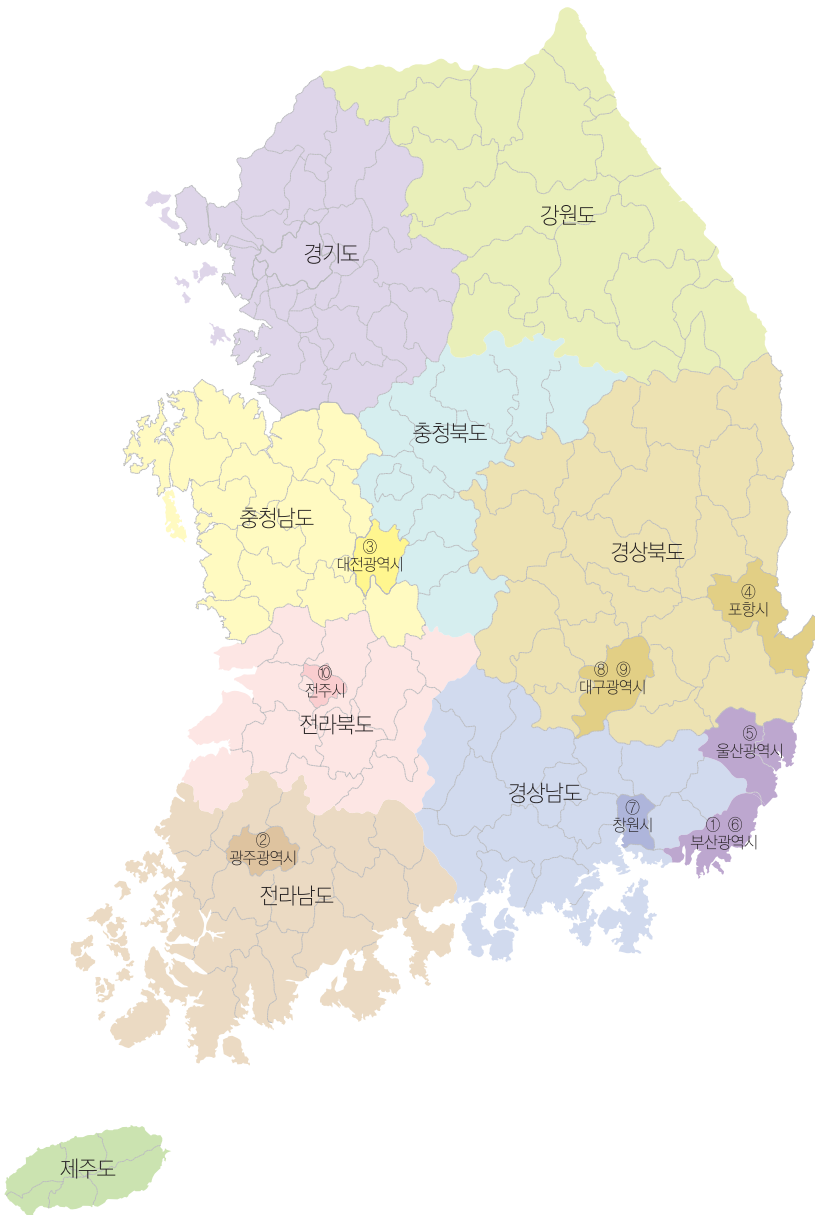 강원도
경기도
충청북도
충청남도
③
대전광역시
경상북도
④
포항시
⑧ ⑨
대구광역시
⑩
전주시
전라북도
⑤
울산광역시
경상남도
⑦
창원시
① ⑥
부산광역시
②
광주광역시
전라남도
제주도